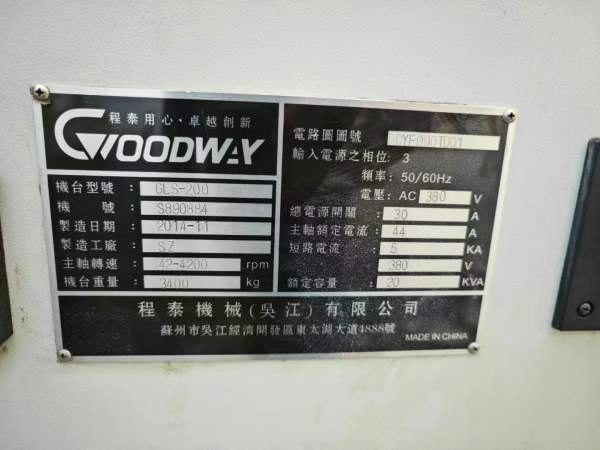 程泰用心·卓越創新
GOODWAY
機台型號 : GLS-200
機 號 : S890884
製造日期 : 2014-11
製造工廠 : SZ
主軸轉速 : 42-4200 rpm
機台重量 : 3400 kg
電路圖圖號
輸入電源之相位: 3
頻率: 50/60Hz
電壓: AC 380 V
總電源開關 : 30 A
主軸額定電流 : 44 A
短路電流 : 5 KA
380 V
額定容量 : 20 KVA
程泰機械(吳江)有限公司
蘇州市吳江經濟開發區東太湖大道4888號
MADE IN CHINA